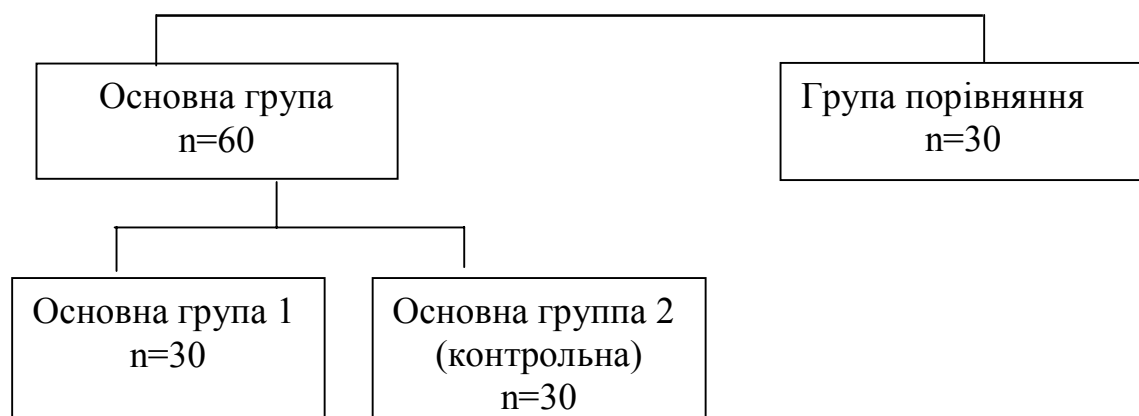 Основна група
n=60
Група порівняння
n=30
Основна група 1
n=30
Основна группа 2
(контрольна)
n=30